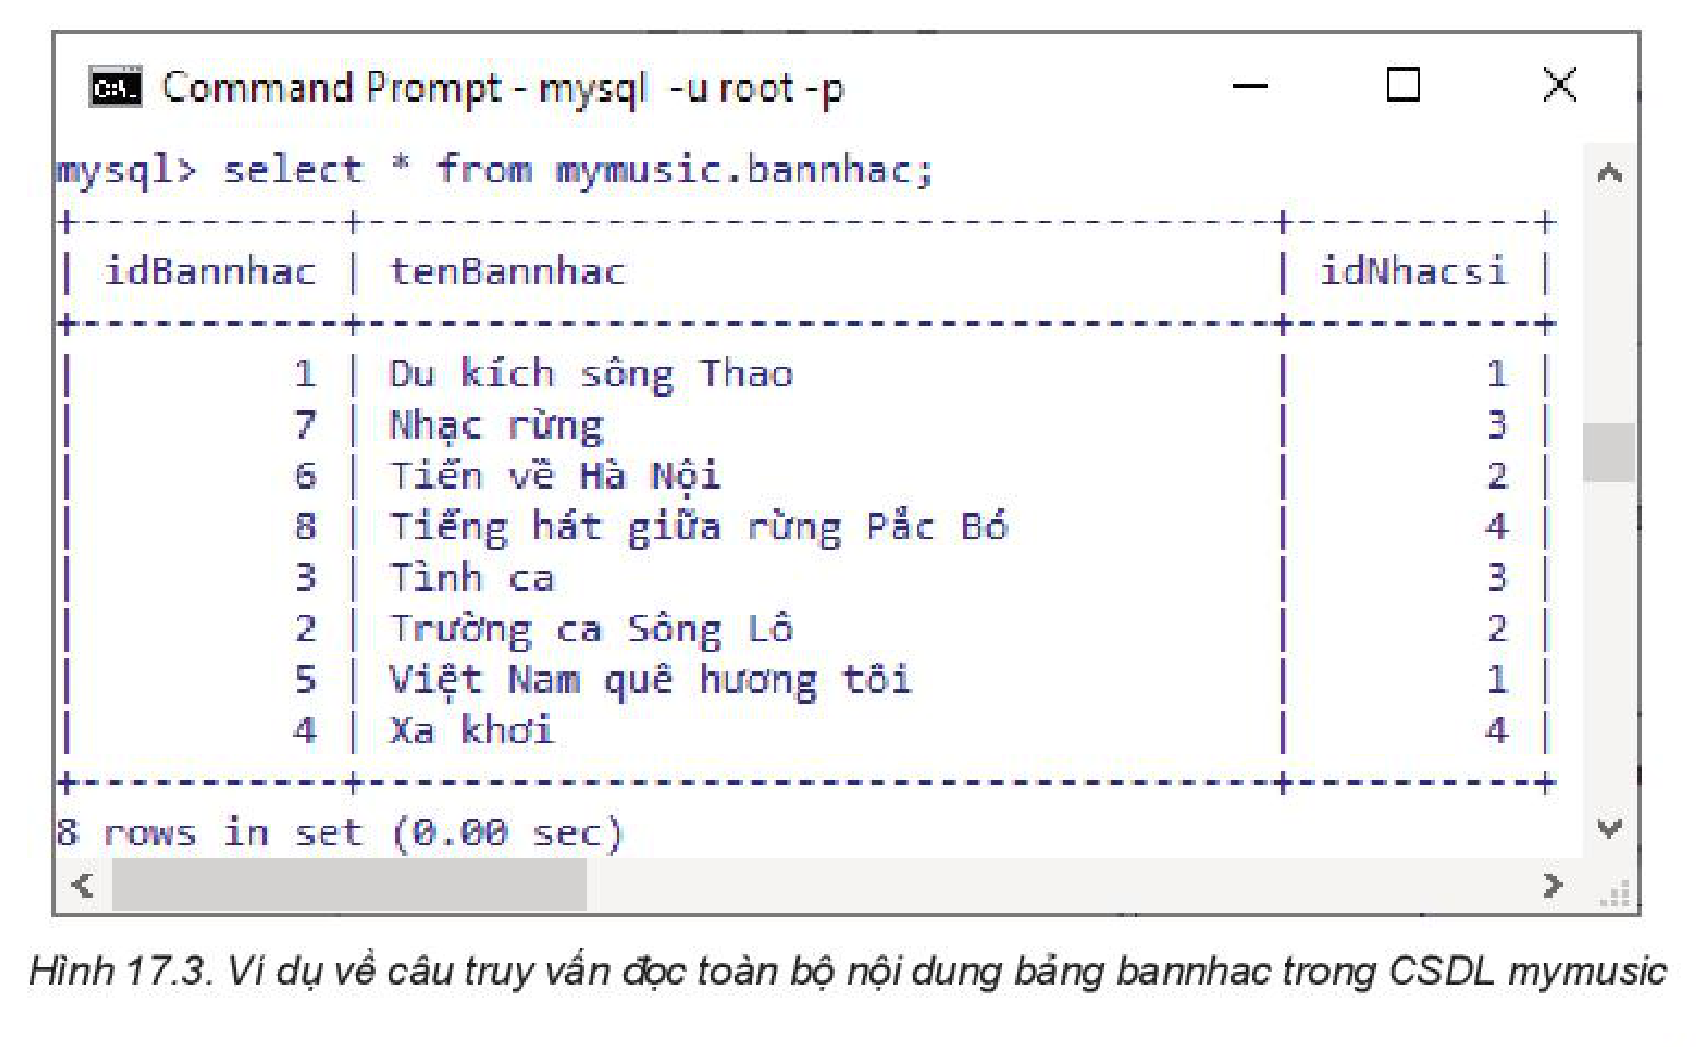 Command Prompt - mysql -u root -p
mysql> select * from mymusic.bannhac;
+-----------+-----------------------------------+---------+
| idBannhac | tenBannhac | idNhacsi |
+-----------+-----------------------------------+---------+
| 1 | Du kích sông Thao | 1 |
| 7 | Nhạc rừng | 3 |
| 6 | Tiến về Hà Nội | 2 |
| 8 | Tiếng hát giữa rừng Pắc Bó | 4 |
| 3 | Tình ca | 3 |
| 2 | Trường ca Sông Lô | 2 |
| 5 | Việt Nam quê hương tôi | 1 |
| 4 | Xa khơi | 4 |
+-----------+-----------------------------------+---------+
8 rows in set (0.00 sec)
Hình 17.3. Ví dụ về câu truy vấn đọc toàn bộ nội dung bảng bannhac trong CSDL mymusic